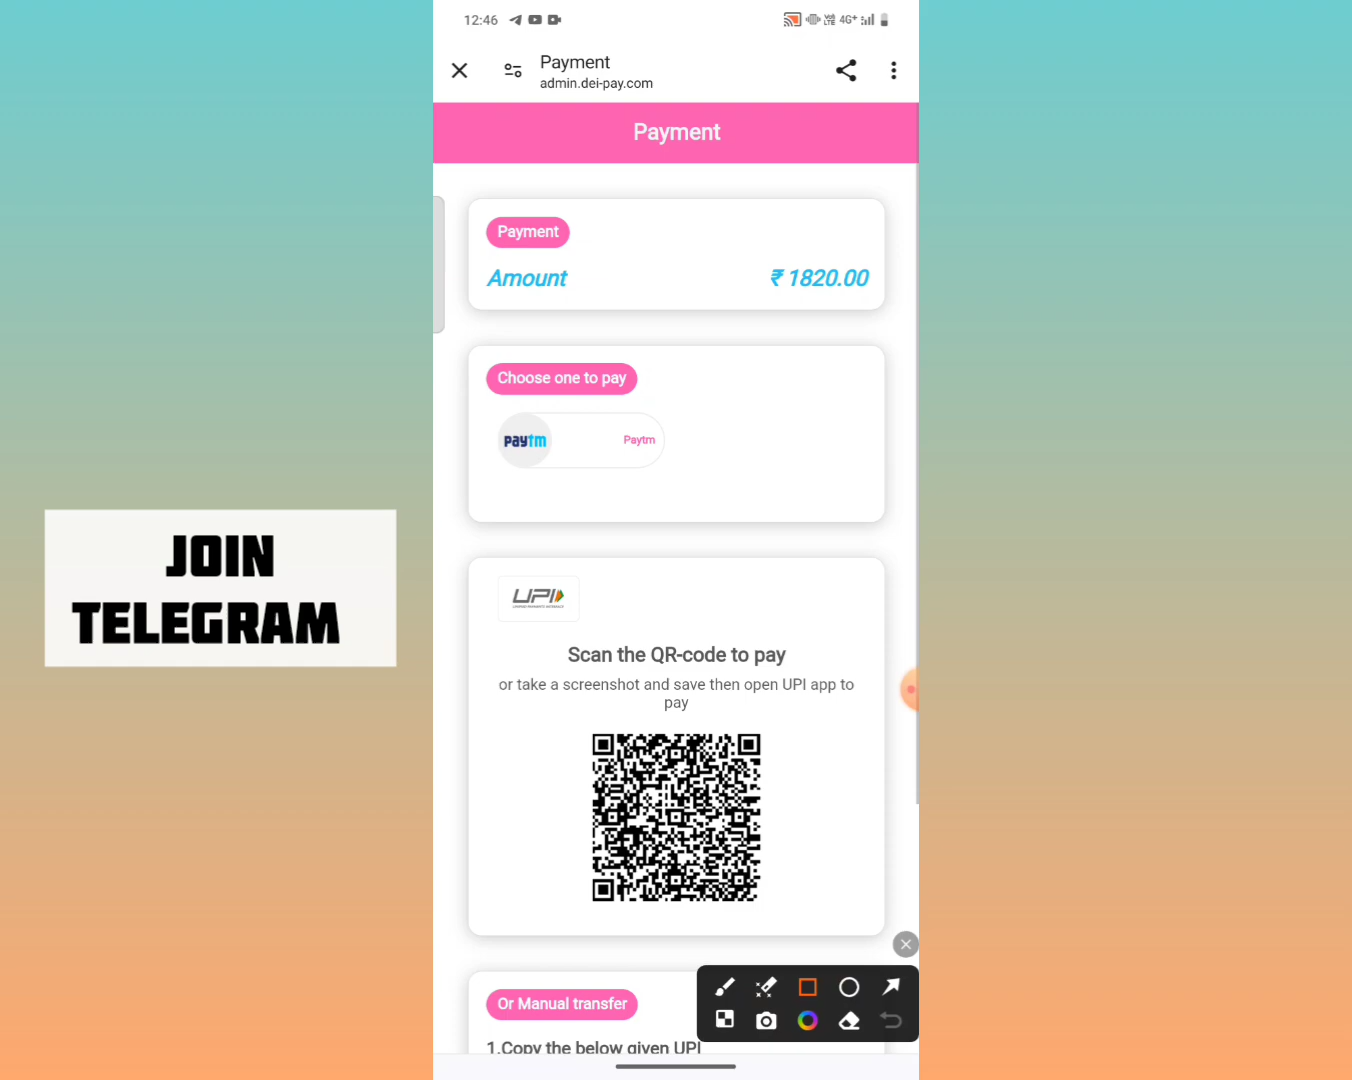 12:46
4G+
Payment
admin.dei-pay.com
Payment
Payment
Amount
₹ 1820.00
Choose one to pay
paytm
Paytm
UPI
Scan the QR-code to pay
or take a screenshot and save then open UPI app to
pay
Or Manual transfer
1.Copy the below given UPI
JOIN
TELEGRAM